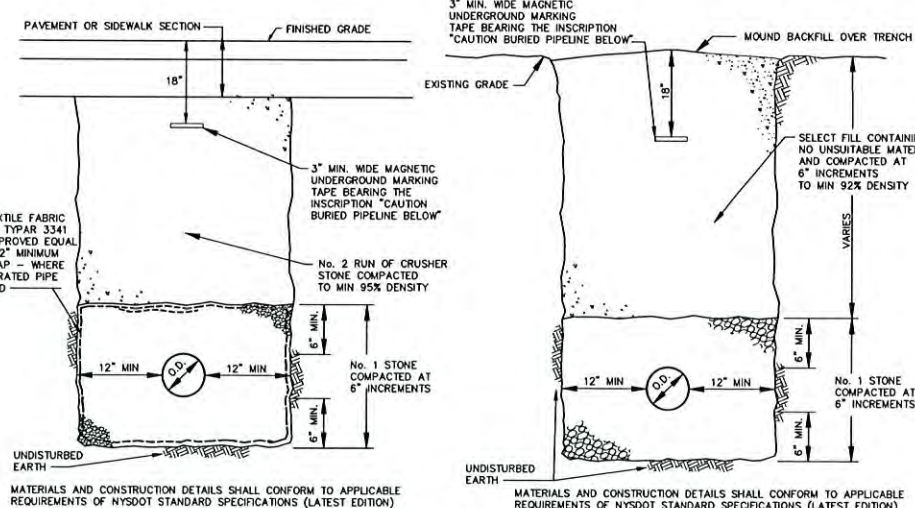 PAVEMENT OR SIDEWALK SECTION
FINISHED GRADE
18"
3" MIN. WIDE MAGNETIC
UNDERGROUND MARKING
TAPE BEARING THE
INSCRIPTION "CAUTION
BURIED PIPELINE BELOW"
TYPAR 3341
EQUAL
2" MINIMUM
WHERE
PIPE
No. 2 RUN OF CRUSHER
STONE COMPACTED
TO MIN 95% DENSITY
6" MIN.
12" MIN
O.D.
12" MIN
No. 1 STONE
COMPACTED AT
6" INCREMENTS
6" MIN.
UNDISTURBED
EARTH
MATERIALS AND CONSTRUCTION DETAILS SHALL CONFORM TO APPLICABLE
REQUIREMENTS OF NYSDOT STANDARD SPECIFICATIONS (LATEST EDITION)
3" MIN. WIDE MAGNETIC
UNDERGROUND MARKING
TAPE BEARING THE INSCRIPTION
"CAUTION BURIED PIPELINE BELOW"
MOUND BACKFILL OVER TRENCH
EXISTING GRADE
18"
SELECT FILL
NO UNSUITABLE
AND COMPACTED AT
6" INCREMENTS
TO MIN 92% DENSITY
VARIES
6" MIN.
12" MIN
O.D.
12" MIN
No. 1 STONE
COMPACTED AT
6" INCREMENTS
6" MIN.
UNDISTURBED
EARTH
MATERIALS AND CONSTRUCTION DETAILS SHALL CONFORM TO APPLICABLE
REQUIREMENTS OF NYSDOT STANDARD SPECIFICATIONS (LATEST EDITION)